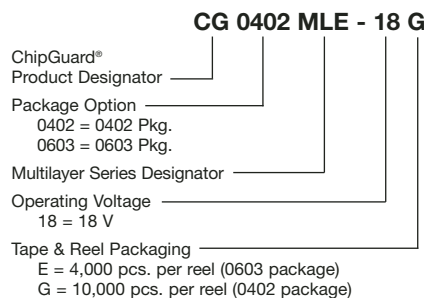 CG 0402 MLE - 18 G
ChipGuard®
Product Designator
Package Option
0402 = 0402 Pkg.
0603 = 0603 Pkg.
Multilayer Series Designator
Operating Voltage
18 = 18 V
Tape & Reel Packaging
E = 4,000 pcs. per reel (0603 package)
G = 10,000 pcs. per reel (0402 package)